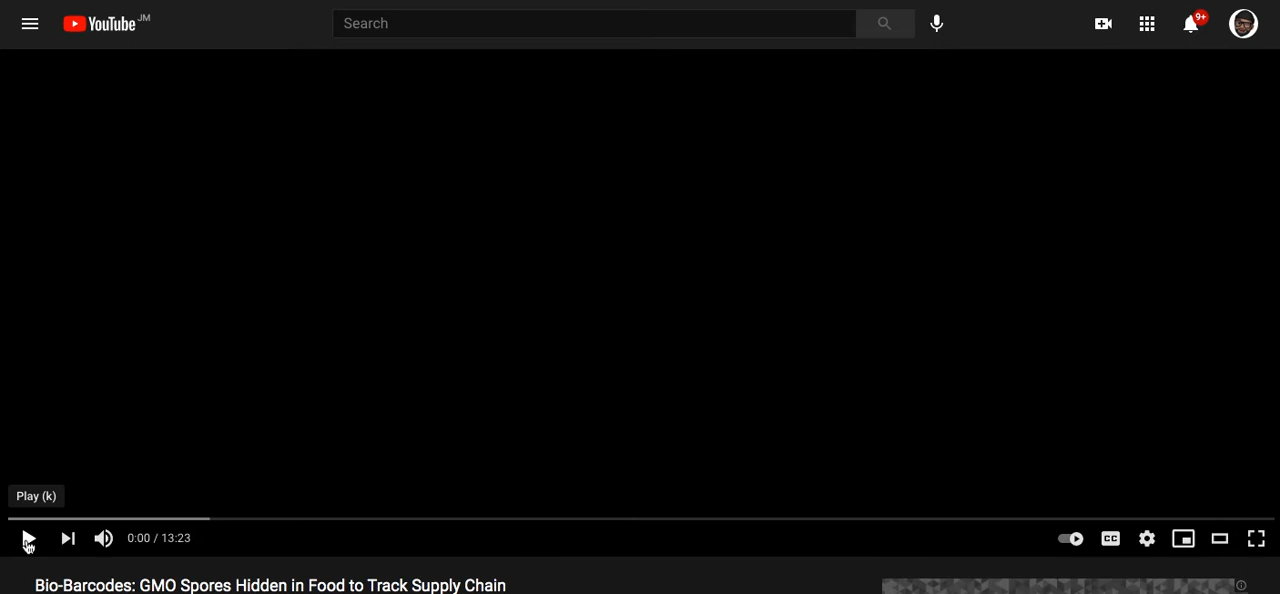 YouTube JM
Search
9+
Play (k)
0:00 / 13:23
CC
Bio-Barcodes: GMO Spores Hidden in Food to Track Supply Chain